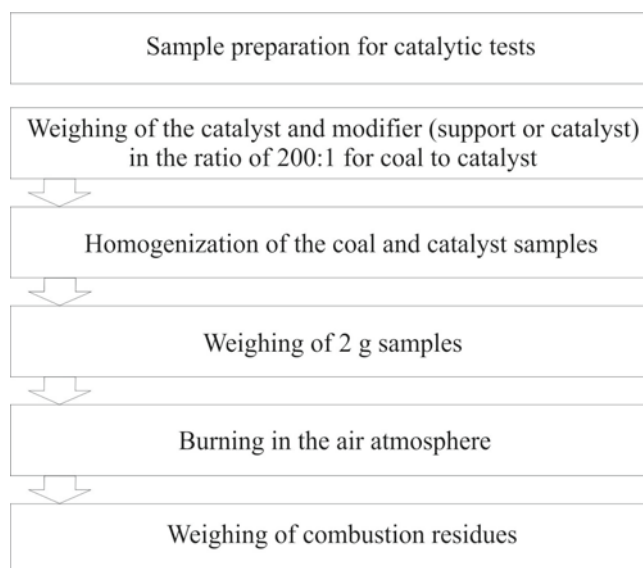 Sample preparation for catalytic tests
Weighing of the catalyst and modifier (support or catalyst)
in the ratio of 200:1 for coal to catalyst
Homogenization of the coal and catalyst samples
Weighing of 2 g samples
Burning in the air atmosphere
Weighing of combustion residues